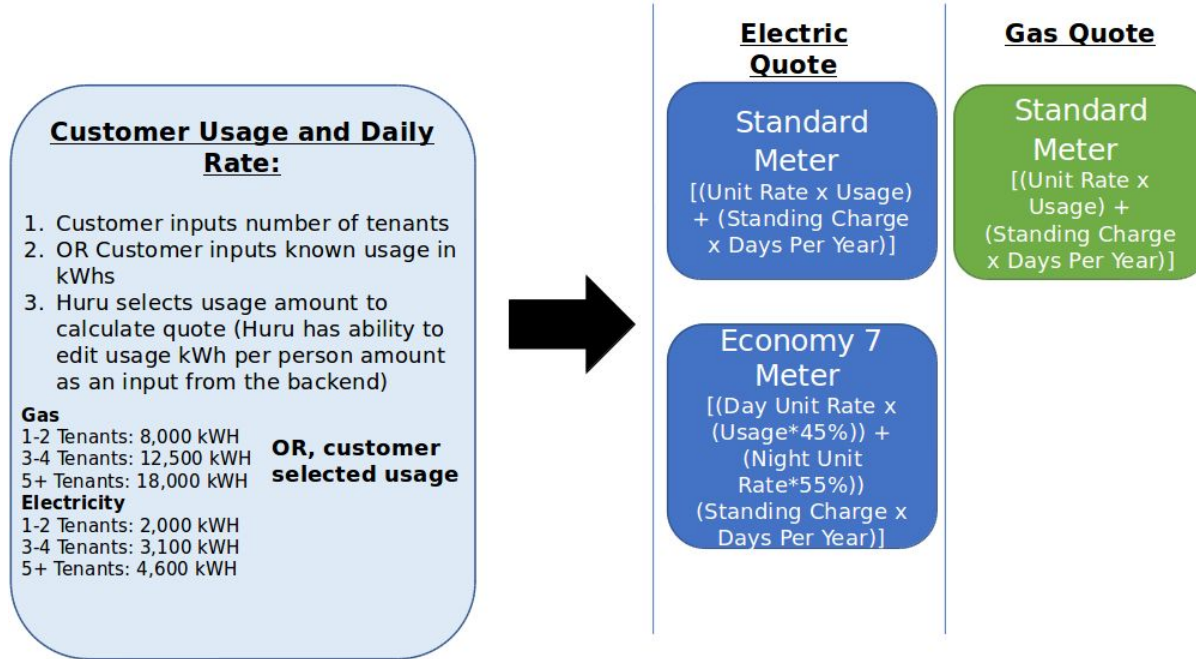 Customer Usage and Daily
Rate:
1. Customer inputs number of tenants
2. OR Customer inputs known usage in
kWhs
3. Huru selects usage amount to
calculate quote (Huru has ability to
edit usage kWh per person amount
as an input from the backend)
Gas
1-2 Tenants: 8,000 kWH
3-4 Tenants: 12,500 kWH
5+ Tenants: 18,000 kWH
OR, customer
selected usage
Electricity
1-2 Tenants: 2,000 kWH
3-4 Tenants: 3,100 kWH
5+ Tenants: 4,600 kWH
Electric
Quote
Standard
Meter
[(Unit Rate x Usage)
+ (Standing Charge
x Days Per Year)]
Economy 7
Meter
[(Day Unit Rate x
(Usage*45%)) +
(Night Unit
Rate*55%))
(Standing Charge x
Days Per Year)]
Gas Quote
Standard
Meter
[(Unit Rate x
Usage) +
(Standing Charge
x Days Per Year)]